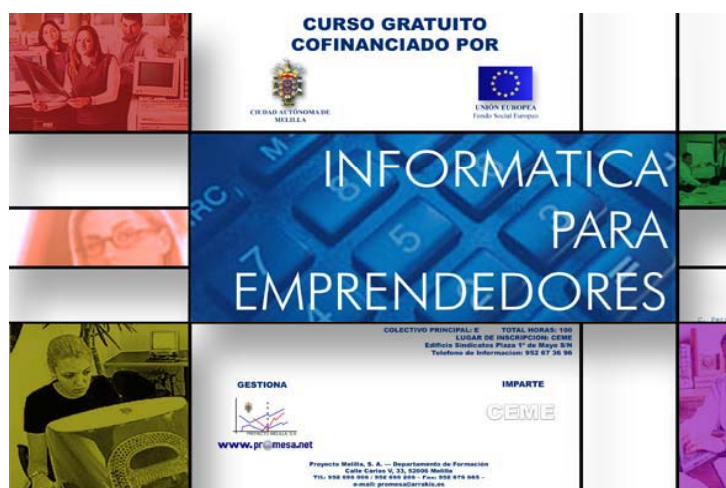 CURSO GRATUITO
COFINANCIADO POR
CIUDAD AUTÓNOMA DE
MELILLA
UNIÓN EUROPEA
Fondo Social Europeo
INFORMATICA
PARA
EMPRENDEDORES
COLECTIVO PRINCIPAL: E TOTAL HORAS: 100
LUGAR DE INSCRIPCION: CEME
Edificio Sindicatos Plaza 1º de Mayo S/N
Telefono de Informacion: 952 67 36 96
GESTIONA
IMPARTE
CEME
PROYECTO MELILLA S.A.
www.promesa.net
Proyecto Melilla, S. A. — Departamento de Formación
Calle Carlos V, 33, 52006 Melilla
e-mail: promesa@arrakis.es